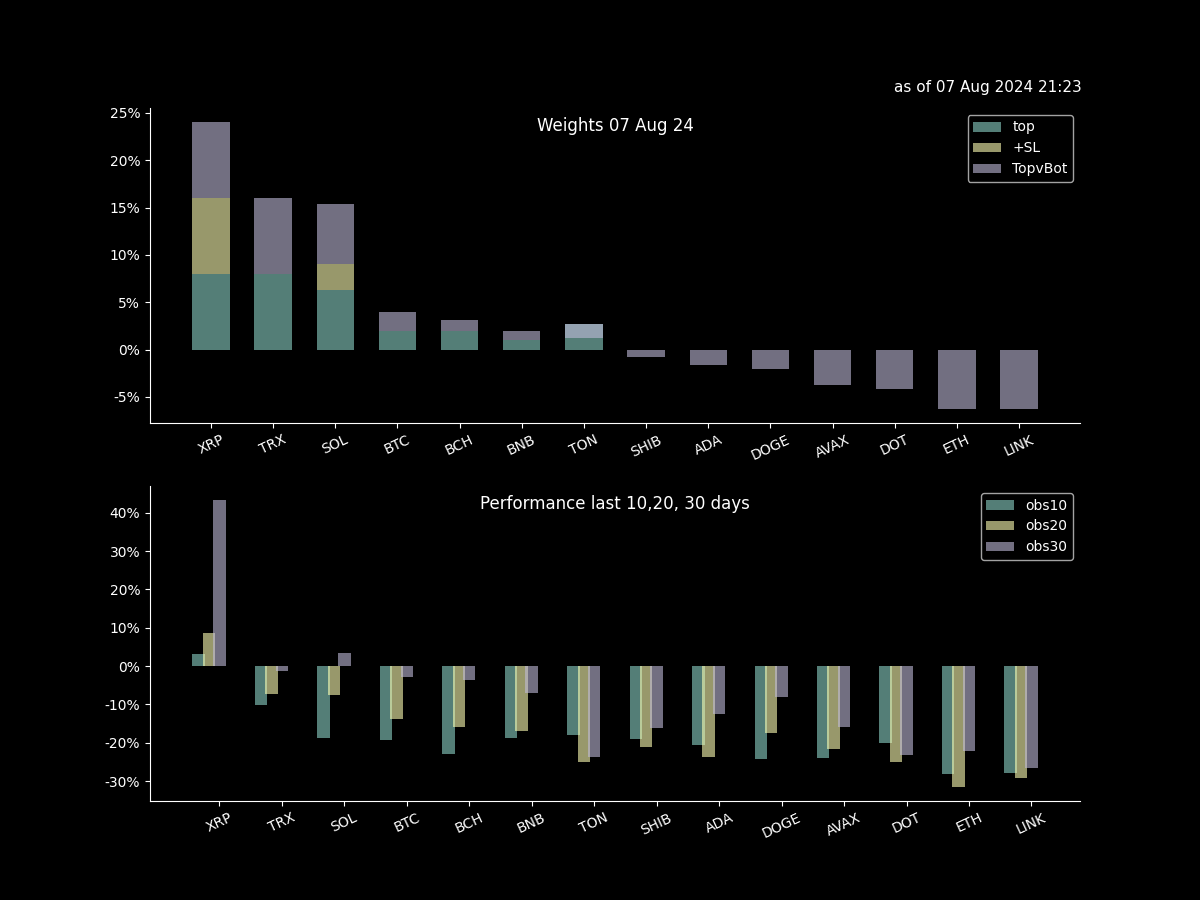 as of 07 Aug 2024 21:23
Weights 07 Aug 24
top
+SL
TopvBot
25%
20%
15%
10%
5%
0%
-5%
XRP TRX SOL BTC BCH BNB TON SHIB ADA DOGE AVAX DOT ETH LINK
Performance last 10,20, 30 days
obs10
obs20
obs30
40%
30%
20%
10%
0%
-10%
-20%
-30%
XRP TRX SOL BTC BCH BNB TON SHIB ADA DOGE AVAX DOT ETH LINK